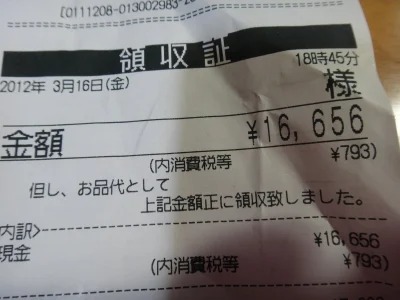 [0111208-013002983-2
領収証
18時45分
2012年 3月16日(金)
様
金額 ¥16,656
(内消費税等 ¥793)
但し、お品代として
上記金額正に領収致しました。
内訳>
現金 ¥16,656
(内消費税等 ¥793)